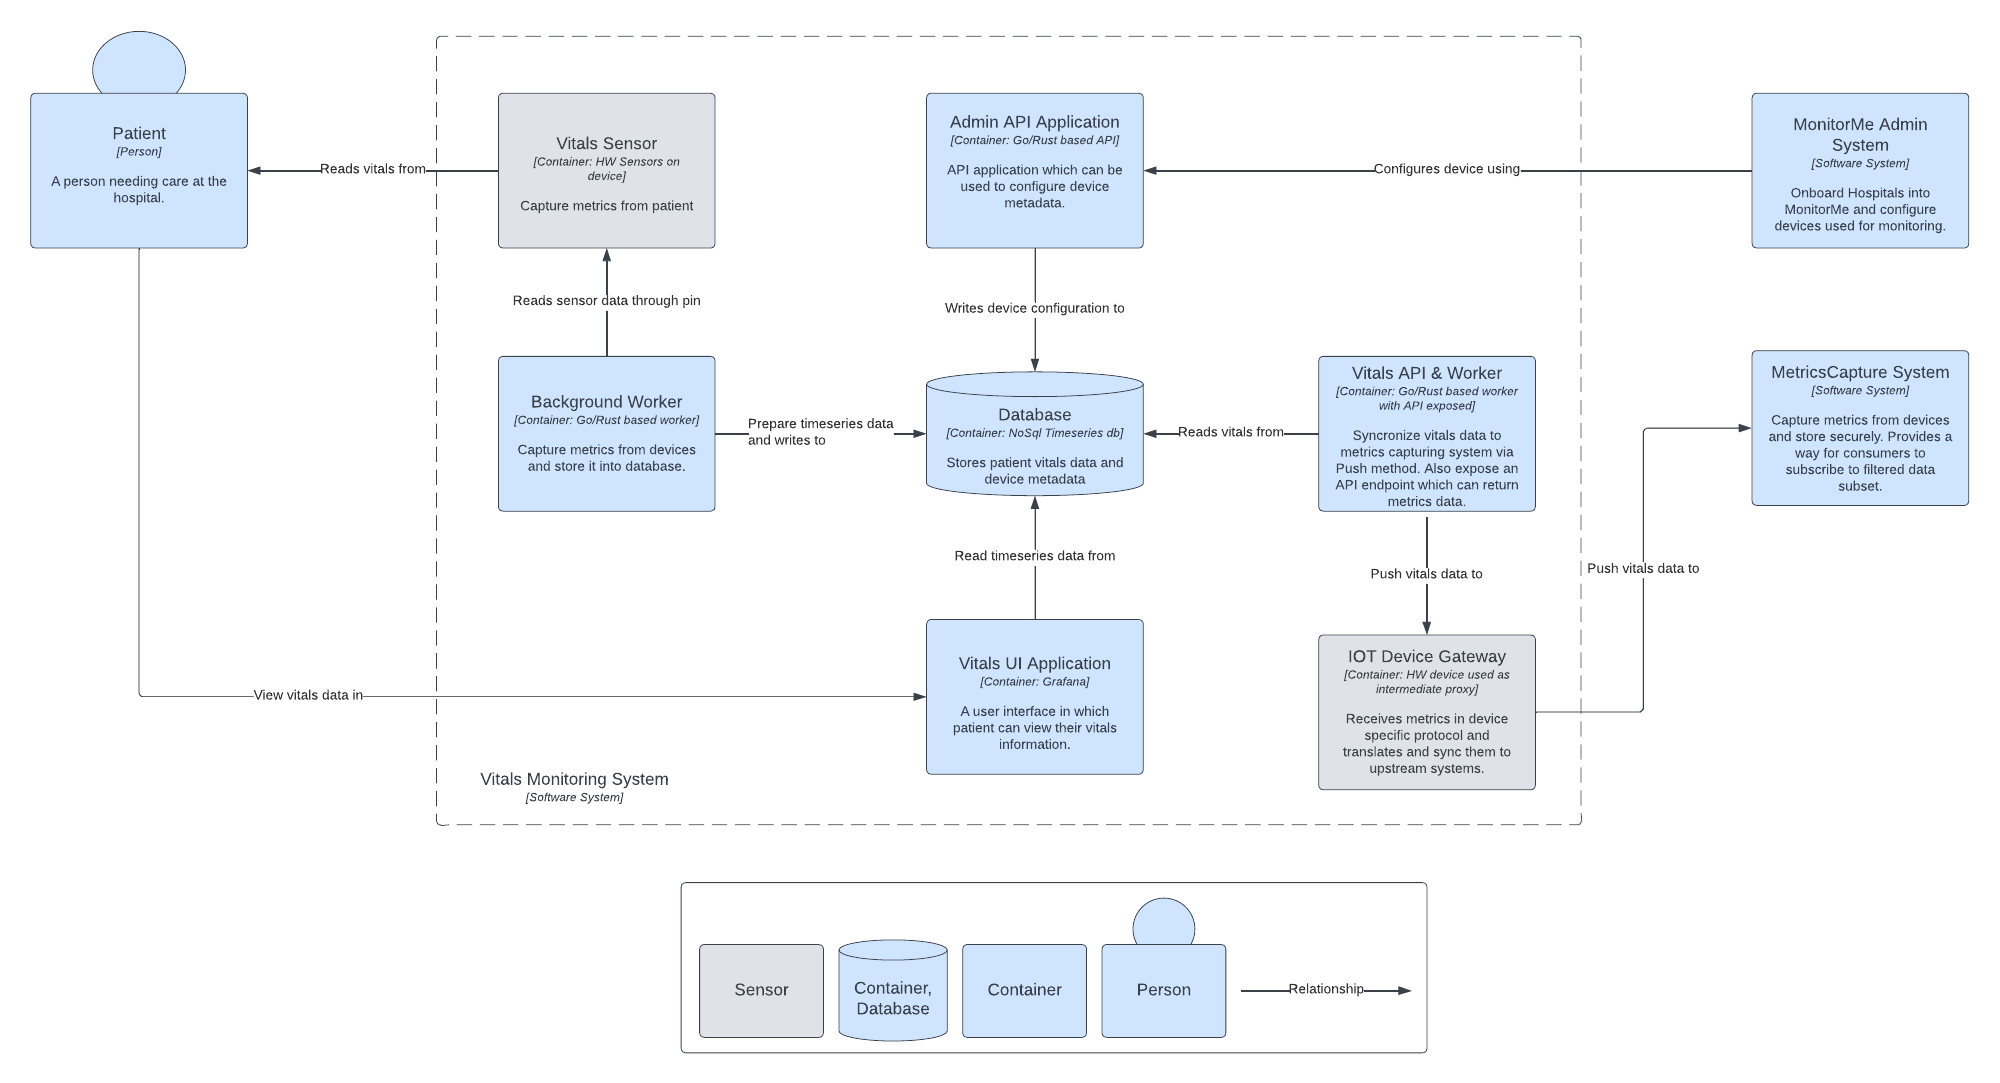 Patient
[Person]
A person needing care at the
hospital.
Reads vitals from
Vitals Sensor
[Container: HW Sensors on
device]
Capture metrics from patient
Admin API Application
[Container: Go/Rust based API]
API application which can be
used to configure device
metadata.
Configures device using
MonitorMe Admin
System
[Software System]
Onboard Hospitals into
MonitorMe and configure
devices used for monitoring.
Reads sensor data through pin
Writes device configuration to
Background Worker
[Container: Go/Rust based worker]
Capture metrics from devices
and store it into database.
Prepare timeseries data
and writes to
Database
[Container: NoSql Timeseries db]
Stores patient vitals data and
device metadata
Reads vitals from
Vitals API & Worker
[Container: Go/Rust based worker
with API exposed]
Syncronize vitals data to
metrics capturing system via
Push method. Also expose an
API endpoint which can return
metrics data.
MetricsCapture System
[Software System]
Capture metrics from devices
and store securely. Provides a
way for consumers to
subscribe to filtered data
subset.
Read timeseries data from
Push vitals data to
Push vitals data to
View vitals data in
Vitals UI Application
[Container: Grafana]
A user interface in which
patient can view their vitals
information.
IOT Device Gateway
[Container: HW device used as
intermediate proxy]
Receives metrics in device
specific protocol and
translates and sync them to
upstream systems.
Vitals Monitoring System
[Software System]
Sensor
Container,
Database
Container
Person
Relationship